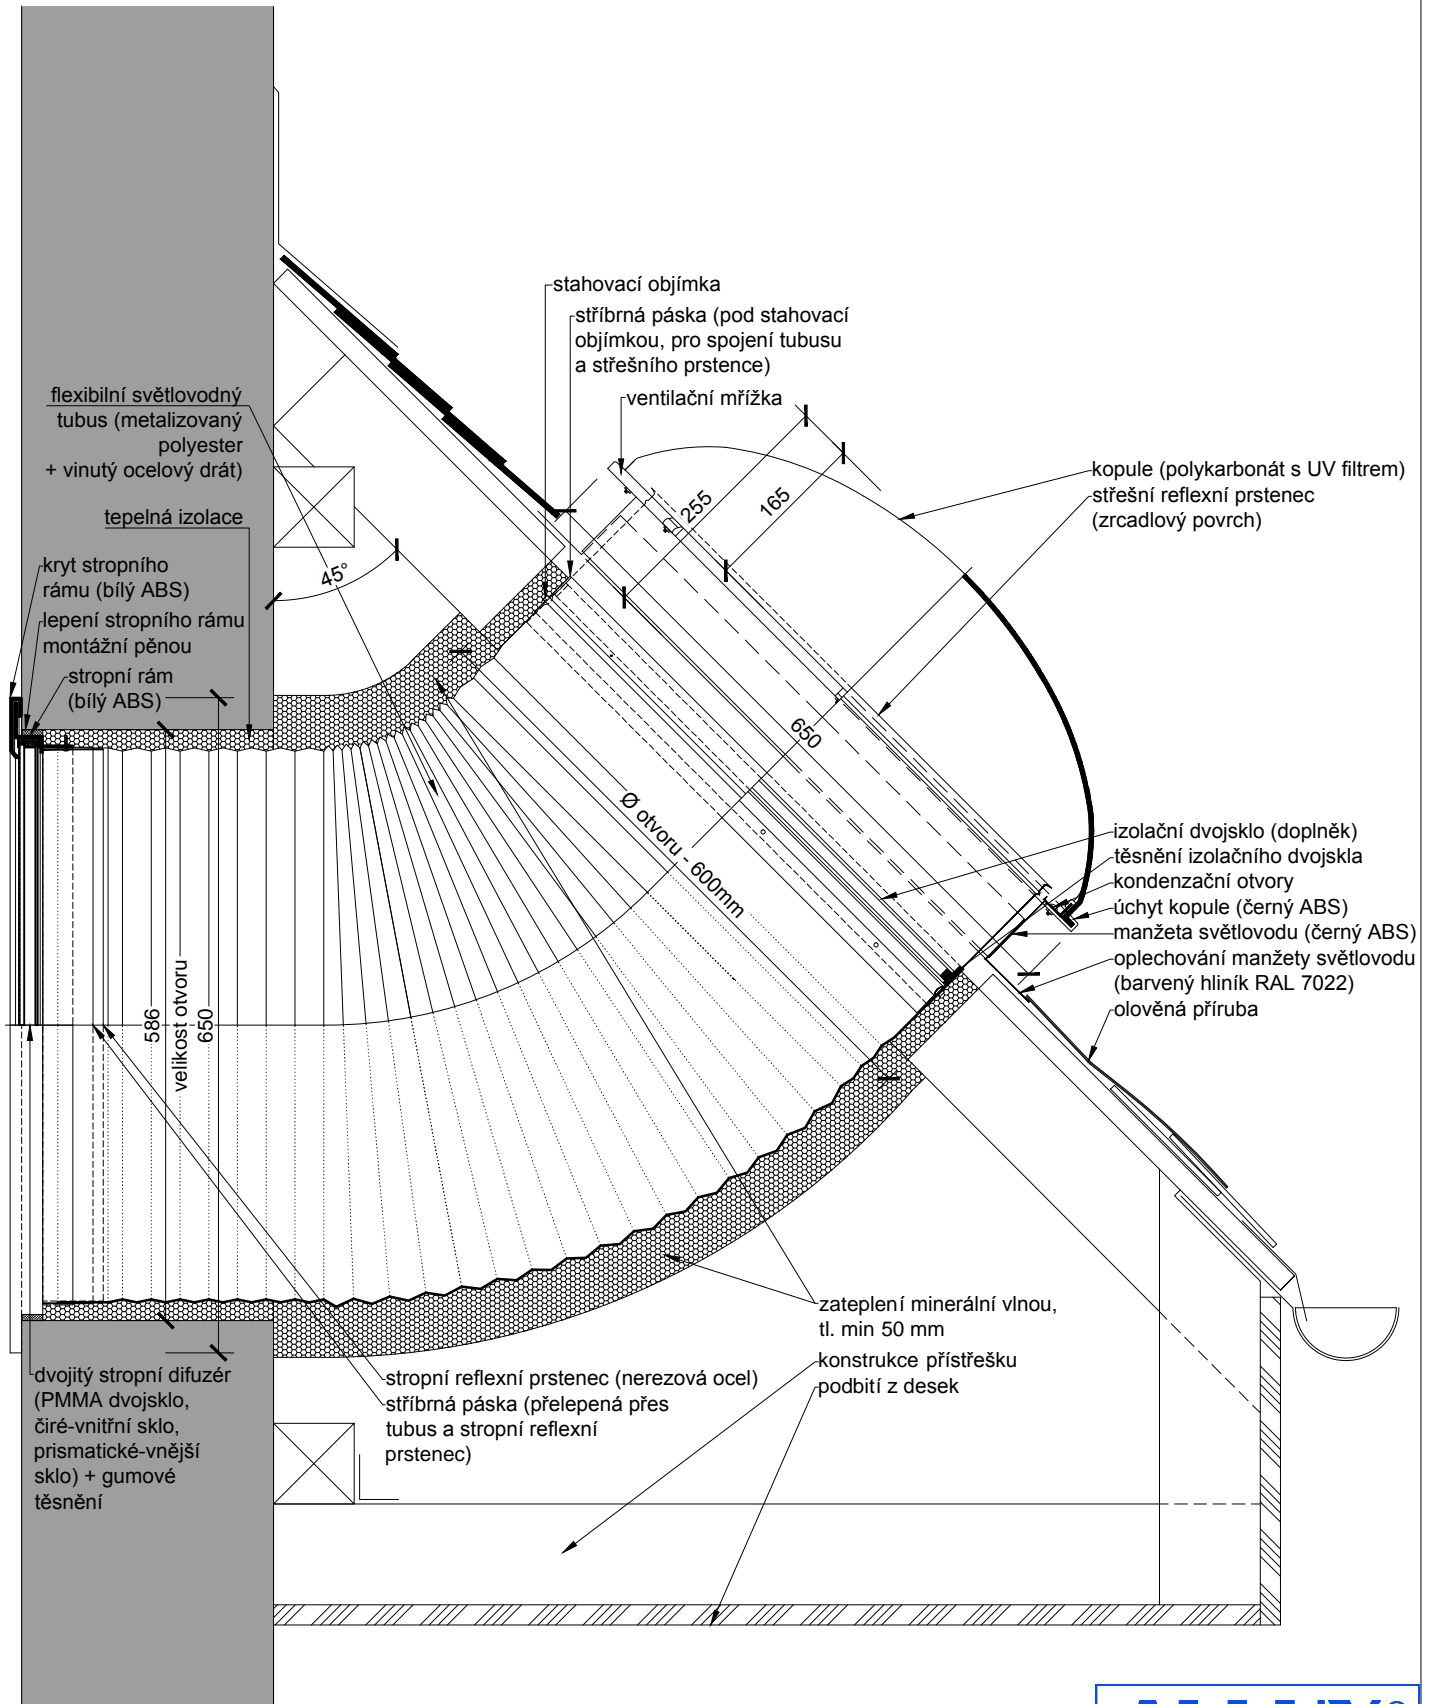 stahovací objímka
stříbrná páska (pod stahovací
objímkou, pro spojení tubusu
a střešního prstence)
ventilační mřížka
flexibilní světlovodný
tubus (metalizovaný
polyester
+ vinutý ocelový drát)
tepelná izolace
kryt stropního
rámu (bílý ABS)
lepení stropního rámu
montážní pěnou
stropní rám
(bílý ABS)
45°
255
165
kopule (polykarbonát s UV filtrem)
střešní reflexní prstenec
(zrcadlový povrch)
650
Ø otvoru - 600mm
izolační dvojsklo (doplněk)
těsnění izolačního dvojskla
kondenzační otvory
úchyt kopule (černý ABS)
manžeta světlovodu (černý ABS)
oplechování manžety světlovodu
(barvený hliník RAL 7022)
olověná příruba
586
velikost otvoru
650
zateplení minerální vlnou,
tl. min 50 mm
konstrukce přístřešku
podbití z desek
stropní reflexní prstenec (nerezová ocel)
stříbrná páska (přelepená přes
tubus a stropní reflexní
prstenec)
dvojitý stropní difuzér
(PMMA dvojsklo,
čiré-vnitřní sklo,
prismatické-vnější
sklo) + gumové
těsnění